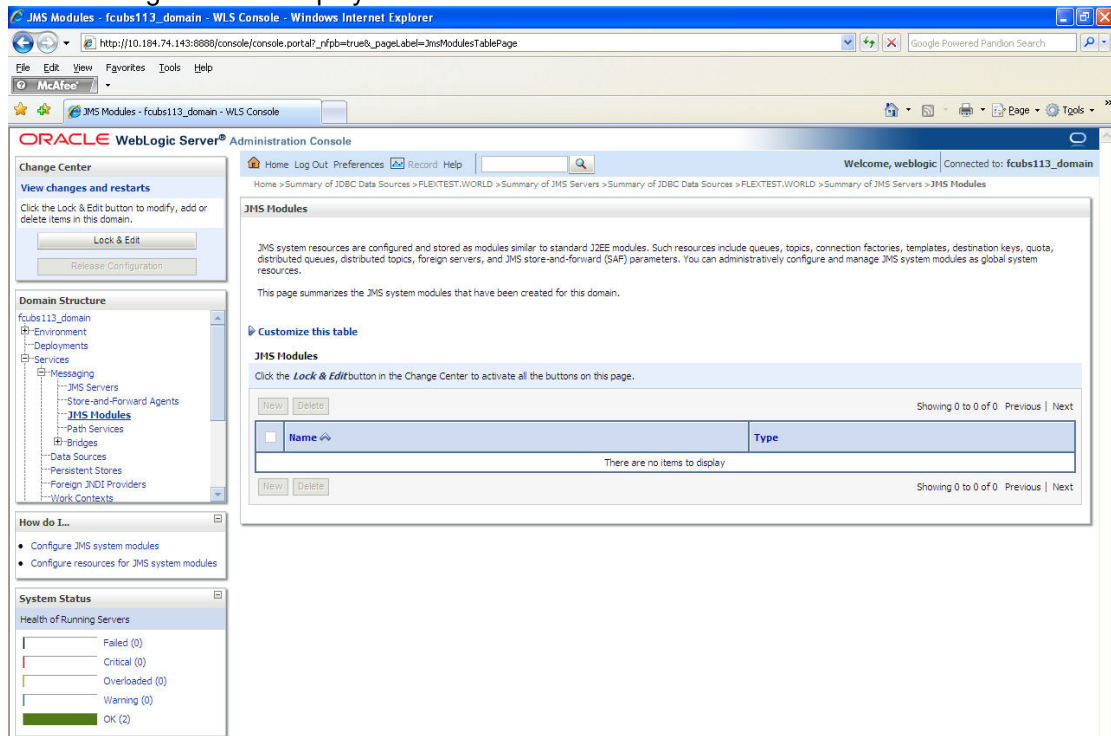 JMS Modules - fcubs113_domain - WLS Console - Windows Internet Explorer
http://10.184.74.143:8888/console/console.portal?_nfpb=true&_pageLabel=JmsModulesTablePage
Google Powered Pandion Search
File Edit View Favorites Tools Help
McAfee
JMS Modules - fcubs113_domain - WLS Console
Page Tools
ORACLE WebLogic Server® Administration Console
Change Center
View changes and restarts
Click the Lock & Edit button to modify, add or
delete items in this domain.
Lock & Edit
Release Configuration
Domain Structure
fcubs113_domain
Environment
Deployments
Services
Messaging
JMS Servers
Store-and-Forward Agents
JMS Modules
Path Services
Bridges
Data Sources
Persistent Stores
Foreign JNDI Providers
Work Contexts
How do I...
Configure JMS system modules
Configure resources for JMS system modules
System Status
Health of Running Servers
Failed (0)
Critical (0)
Overloaded (0)
Warning (0)
OK (2)
Home Log Out Preferences Record Help
Welcome, weblogic Connected to: fcubs113_domain
Home >Summary of JDBC Data Sources >FLEXTEST.WORLD >Summary of JMS Servers >Summary of JDBC Data Sources >FLEXTEST.WORLD >Summary of JMS Servers >JMS Modules
JMS Modules
JMS system resources are configured and stored as modules similar to standard J2EE modules. Such resources include queues, topics, connection factories, templates, destination keys, quota,
distributed queues, distributed topics, foreign servers, and JMS store-and-forward (SAF) parameters. You can administratively configure and manage JMS system modules as global system
resources.
This page summarizes the JMS system modules that have been created for this domain.
Customize this table
JMS Modules
Click the Lock & Edit button in the Change Center to activate all the buttons on this page.
New Delete
Showing 0 to 0 of 0 Previous | Next
Name Type
There are no items to display
New Delete
Showing 0 to 0 of 0 Previous | Next